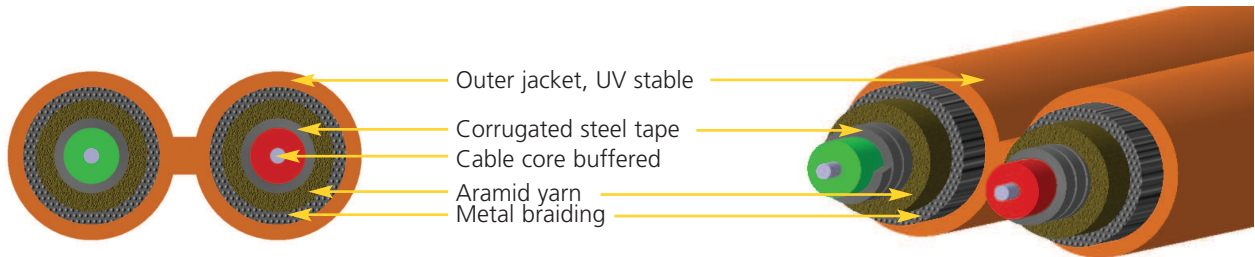 Outer jacket, UV stable
Corrugated steel tape
Cable core buffered
Aramid yarn
Metal braiding